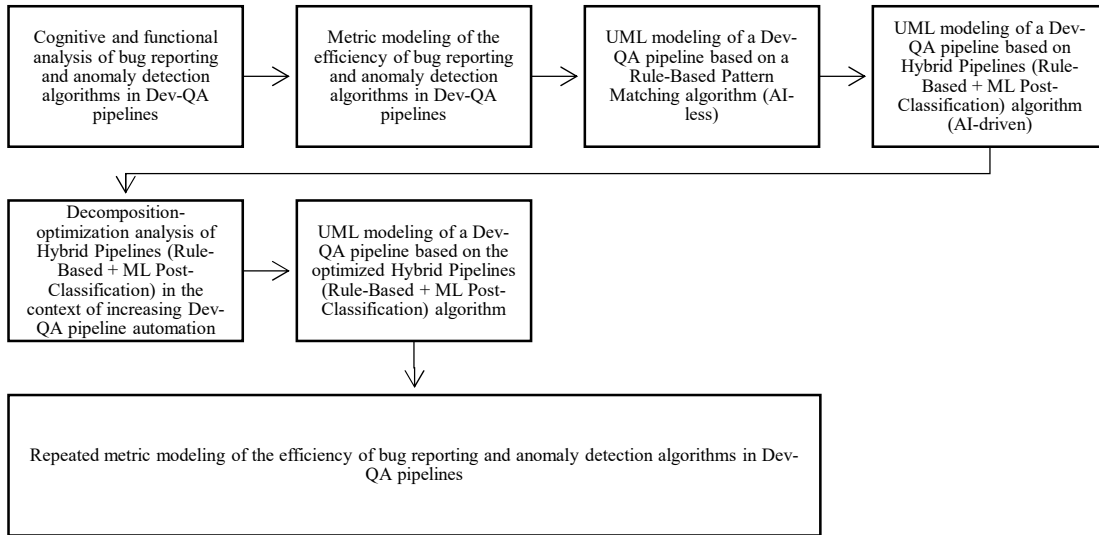 Cognitive and functional
analysis of bug reporting
and anomaly detection
algorithms in Dev-QA
pipelines
Metric modeling of the
efficiency of bug reporting
and anomaly detection
algorithms in Dev-QA
pipelines
UML modeling of a Dev-
QA pipeline based on a
Rule-Based Pattern
Matching algorithm (AI-
less)
UML modeling of a Dev-
QA pipeline based on
Hybrid Pipelines (Rule-
Based + ML Post-
Classification) algorithm
(AI-driven)
Decomposition-
optimization analysis of
Hybrid Pipelines (Rule-
Based + ML Post-
Classification) in the
context of increasing Dev-
QA pipeline automation
UML modeling of a Dev-
QA pipeline based on the
optimized Hybrid Pipelines
(Rule-Based + ML Post-
Classification) algorithm
Repeated metric modeling of the efficiency of bug reporting and anomaly detection algorithms in Dev-
QA pipelines